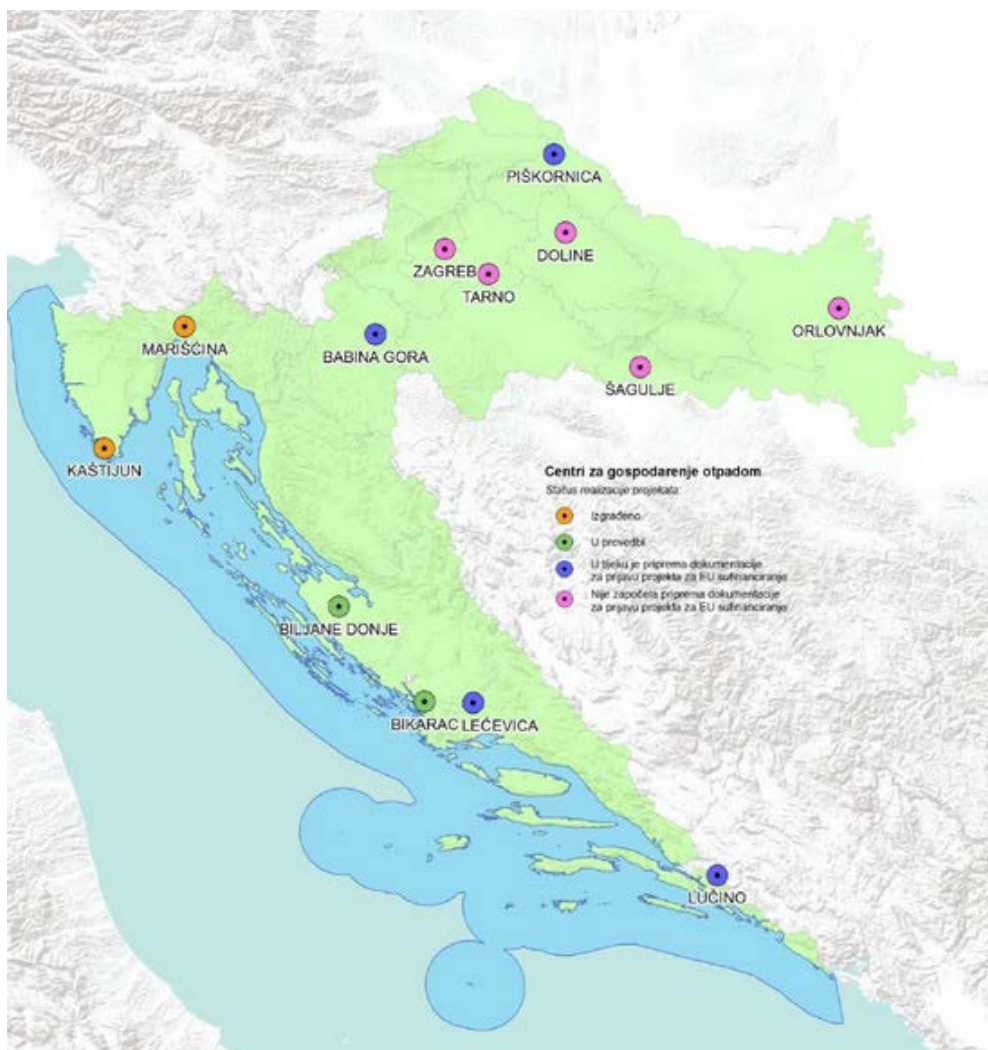 PIŠKORNICA
DOLINE
ZAGREB
TARNO
ORLOVNJAK
MARIŠĆINA
BABINA GORA
ŠAGULJE
KAŠTIJUN
Centri za gospodarenje otpadom
Status realizacije projekata:
Izgrađeno
U provedbi
U tijeku je priprema dokumentacije
za prijavu projekta za EU sufinanciranje
Nije započela priprema dokumentacije
za prijavu projekta za EU sufinanciranje
BILJANE DONJE
BIKARAC
LEĆEVICA
LUČINO